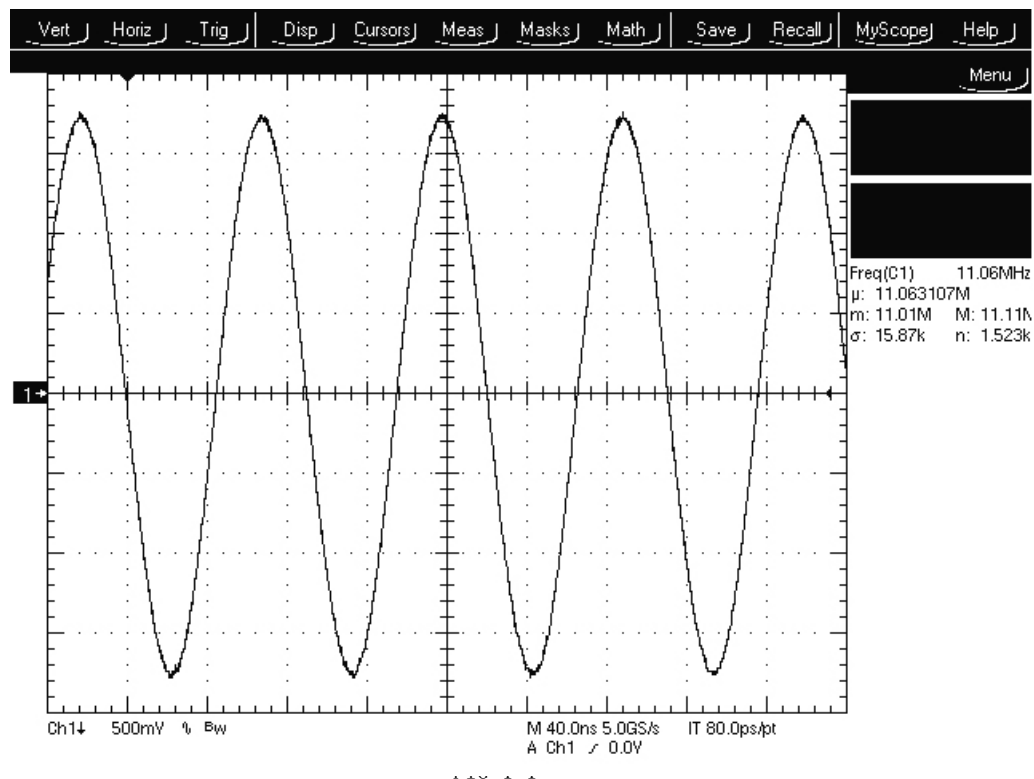 Vert Horiz Trig Disp Cursors Meas Masks Math Save Recall MyScope Help
Menu
Freq(C1) 11.06MHz
µ: 11.063107M
m: 11.01M M: 11.11M
σ: 15.87k n: 1.523k
1
Ch1 500mV Bw M 40.0ns 5.0GS/s IT 80.0ps/pt
A Ch1 0.0V